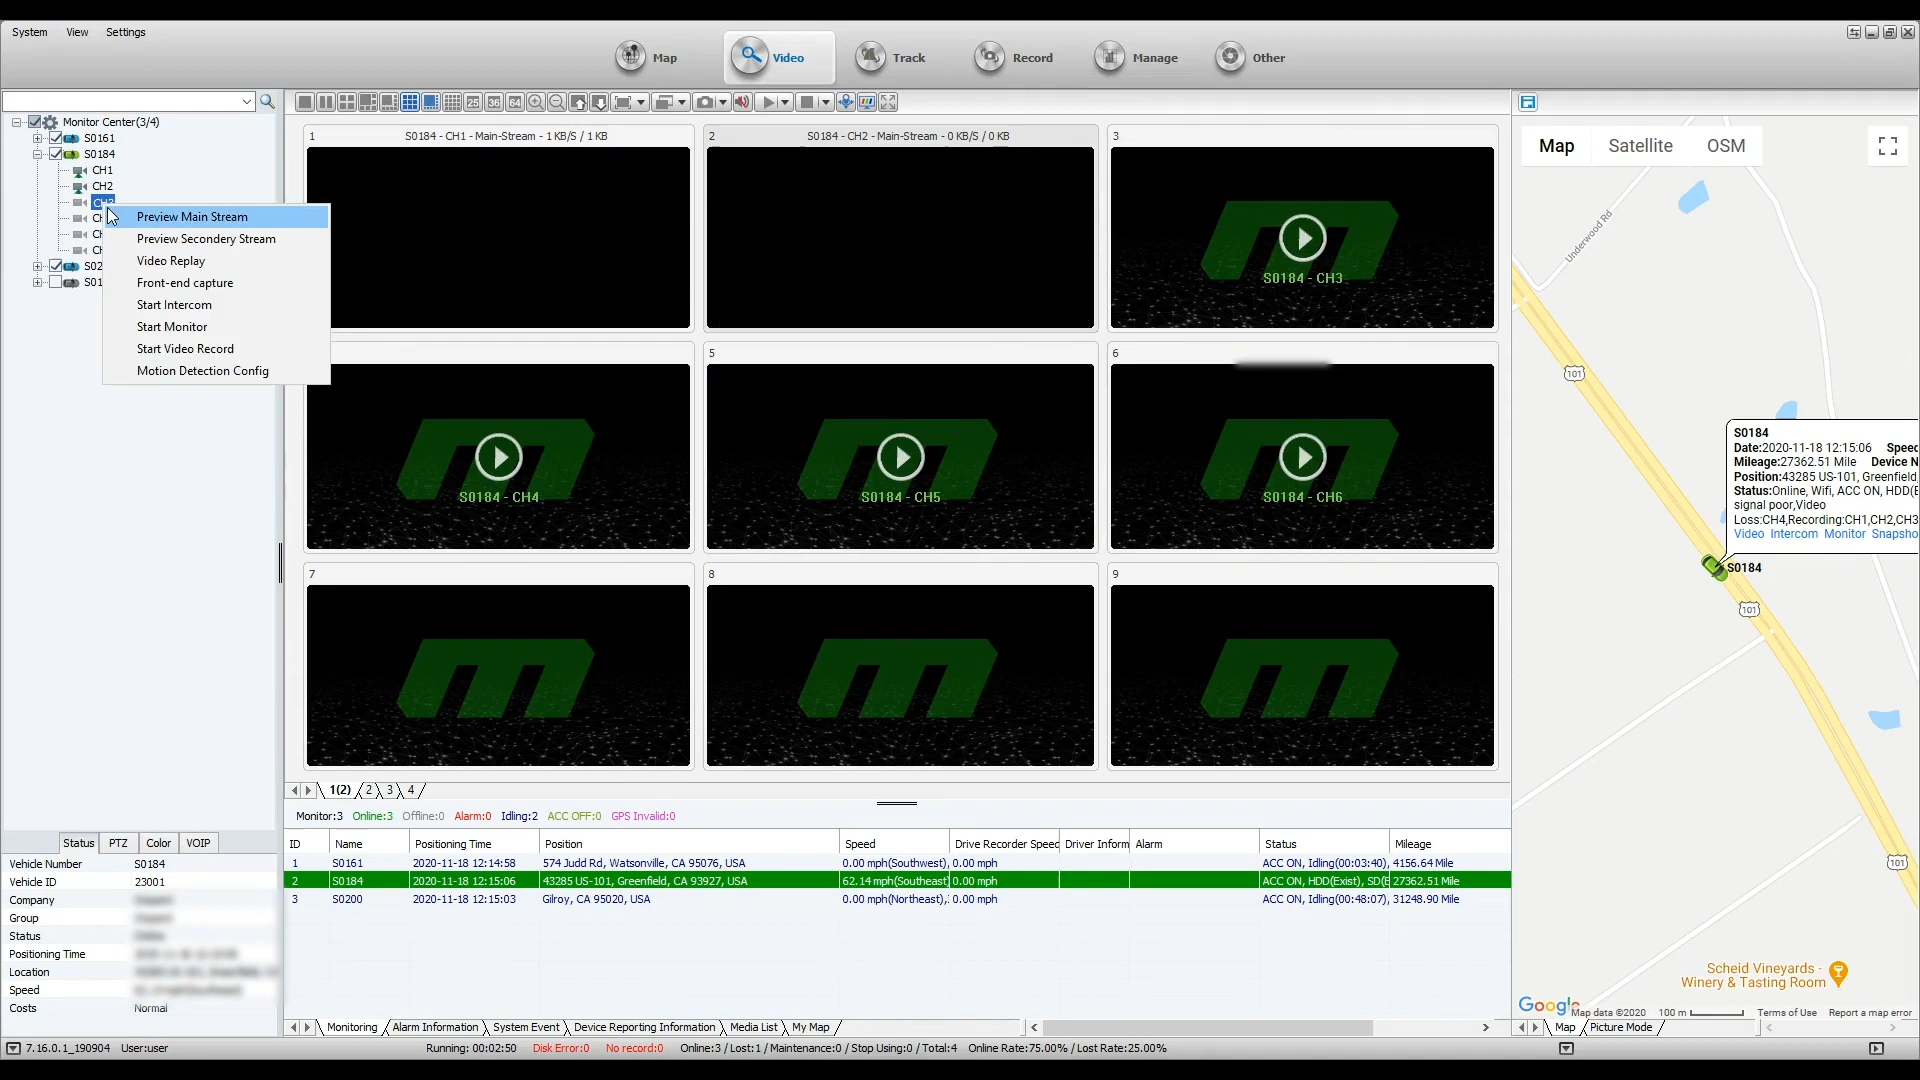 System View Settings
Map Video Track Record Manage Other
25 36 64
Monitor Center(3/4)
S0161
S0184
CH1
CH2
Preview Main Stream
Preview Secondery Stream
Video Replay
Front-end capture
Start Intercom
Start Monitor
Start Video Record
Motion Detection Config
1 S0184 - CH1 - Main-Stream - 1 KB/S / 1 KB
2 S0184 - CH2 - Main-Stream - 0 KB/S / 0 KB
3
S0184 - CH3
5
6
S0184 - CH4
S0184 - CH5
S0184 - CH6
7
8
9
1(2) 2 3 4
Monitor:3 Online:3 Offline:0 Alarm:0 Idling:2 ACC OFF:0 GPS Invalid:0
ID Name Positioning Time Position Speed Drive Recorder Speed Driver Inform Alarm Status Mileage
1 S0161 2020-11-18 12:14:58 574 Judd Rd, Watsonville, CA 95076, USA 0.00 mph(Southwest), 0.00 mph ACC ON, Idling(00:03:40), 4156.64 Mile
2 S0184 2020-11-18 12:15:06 43285 US-101, Greenfield, CA 93927, USA 62.14 mph(Southeast) 0.00 mph ACC ON, HDD(Exist), SD(E 27362.51 Mile
3 S0200 2020-11-18 12:15:03 Gilroy, CA 95020, USA 0.00 mph(Northeast), 0.00 mph ACC ON, Idling(00:48:07), 31248.90 Mile
Monitoring Alarm Information System Event Device Reporting Information Media List My Map
Status PTZ Color VOIP
Vehicle Number S0184
Vehicle ID 23001
Company
Group
Status
Positioning Time
Location
Speed
Costs Normal
7.16.0.1_190904 User:user
Running: 00:02:50 Disk Error:0 No record:0 Online:3 / Lost:1 / Maintenance:0 / Stop Using:0 / Total:4 Online Rate:75.00% / Lost Rate:25.00%
Map Satellite OSM
Underwood Rd
101
S0184
Date:2020-11-18 12:15:06 Speed
Mileage:27362.51 Mile Device N
Position:43285 US-101, Greenfield,
Status:Online, Wifi, ACC ON, HDD(E
signal poor,Video
Loss:CH4,Recording:CH1,CH2,CH3
Video Intercom Monitor Snapsho
S0184
101
101
Scheid Vineyards -
Winery & Tasting Room
Google Map data ©2020 100 m Terms of Use Report a map error
Map Picture Mode